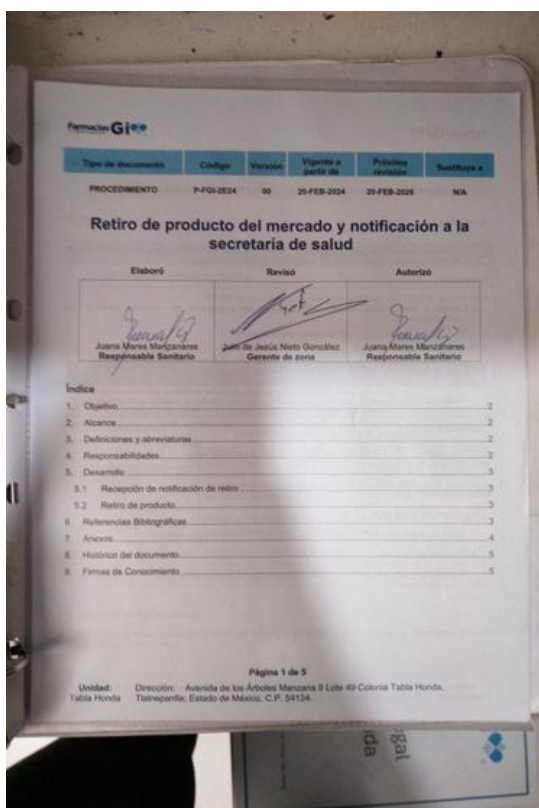 Farmacias Gi
Tipo de documento Código Versión Vigente a partir de Próxima revisión Sustituye a
PROCEDIMIENTO P-FGI-2E24 00 20-FEB-2024 20-FEB-2026 N/A
Retiro de producto del mercado y notificación a la
secretaría de salud
Elaboró Revisó Autorizó
Juana Mares Manzanares Julio de Jesús Nieto González Juana Mares Manzanares
Responsable Sanitario Gerente de zona Responsable Sanitario
Índice
1. Objetivo 2
2. Alcance 2
3. Definiciones y abreviaturas 2
4. Responsabilidades 2
5. Desarrollo 3
5.1 Recepción de notificación de retiro 3
5.2 Retiro de producto 3
6. Referencias Bibliográficas 3
7. Anexos 4
8. Histórico del documento 5
9. Firmas de Conocimiento 5
Página 1 de 5
Unidad: Dirección: Avenida de los Árboles Manzana 9 Lote 49 Colonia Tabla Honda,
Tabla Honda Tlalnepantla; Estado de México. C.P. 54134.
gal
da